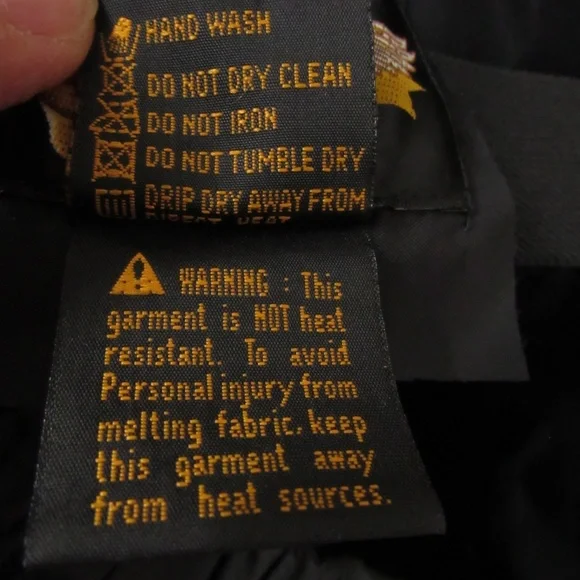 HAND WASH
DO NOT DRY CLEAN
DO NOT IRON
DO NOT TUMBLE DRY
DRIP DRY AWAY FROM
DIRECT HEAT
WARNING : This
garment is NOT heat
resistant. To avoid
Personal injury from
melting fabric. keep
this garment away
from heat sources.